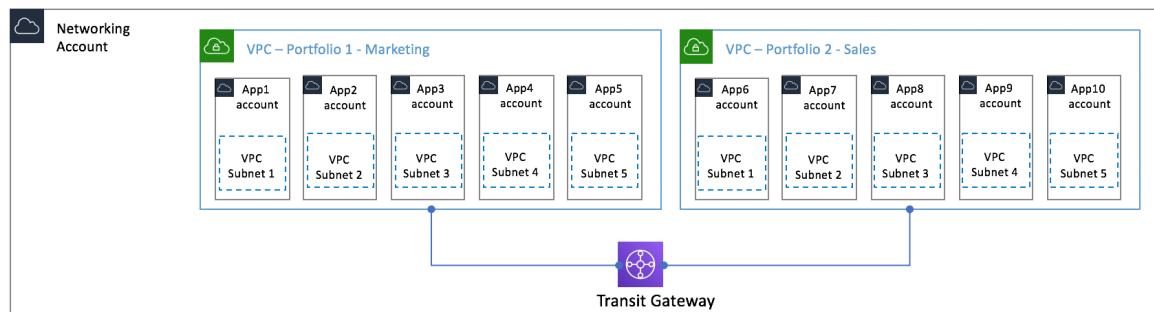 Networking
Account
VPC – Portfolio 1 - Marketing
App1
account
VPC
Subnet 1
App2
account
VPC
Subnet 2
App3
account
VPC
Subnet 3
App4
account
VPC
Subnet 4
App5
account
VPC
Subnet 5
VPC – Portfolio 2 - Sales
App6
account
VPC
Subnet 1
App7
account
VPC
Subnet 2
App8
account
VPC
Subnet 3
App9
account
VPC
Subnet 4
App10
account
VPC
Subnet 5
Transit Gateway